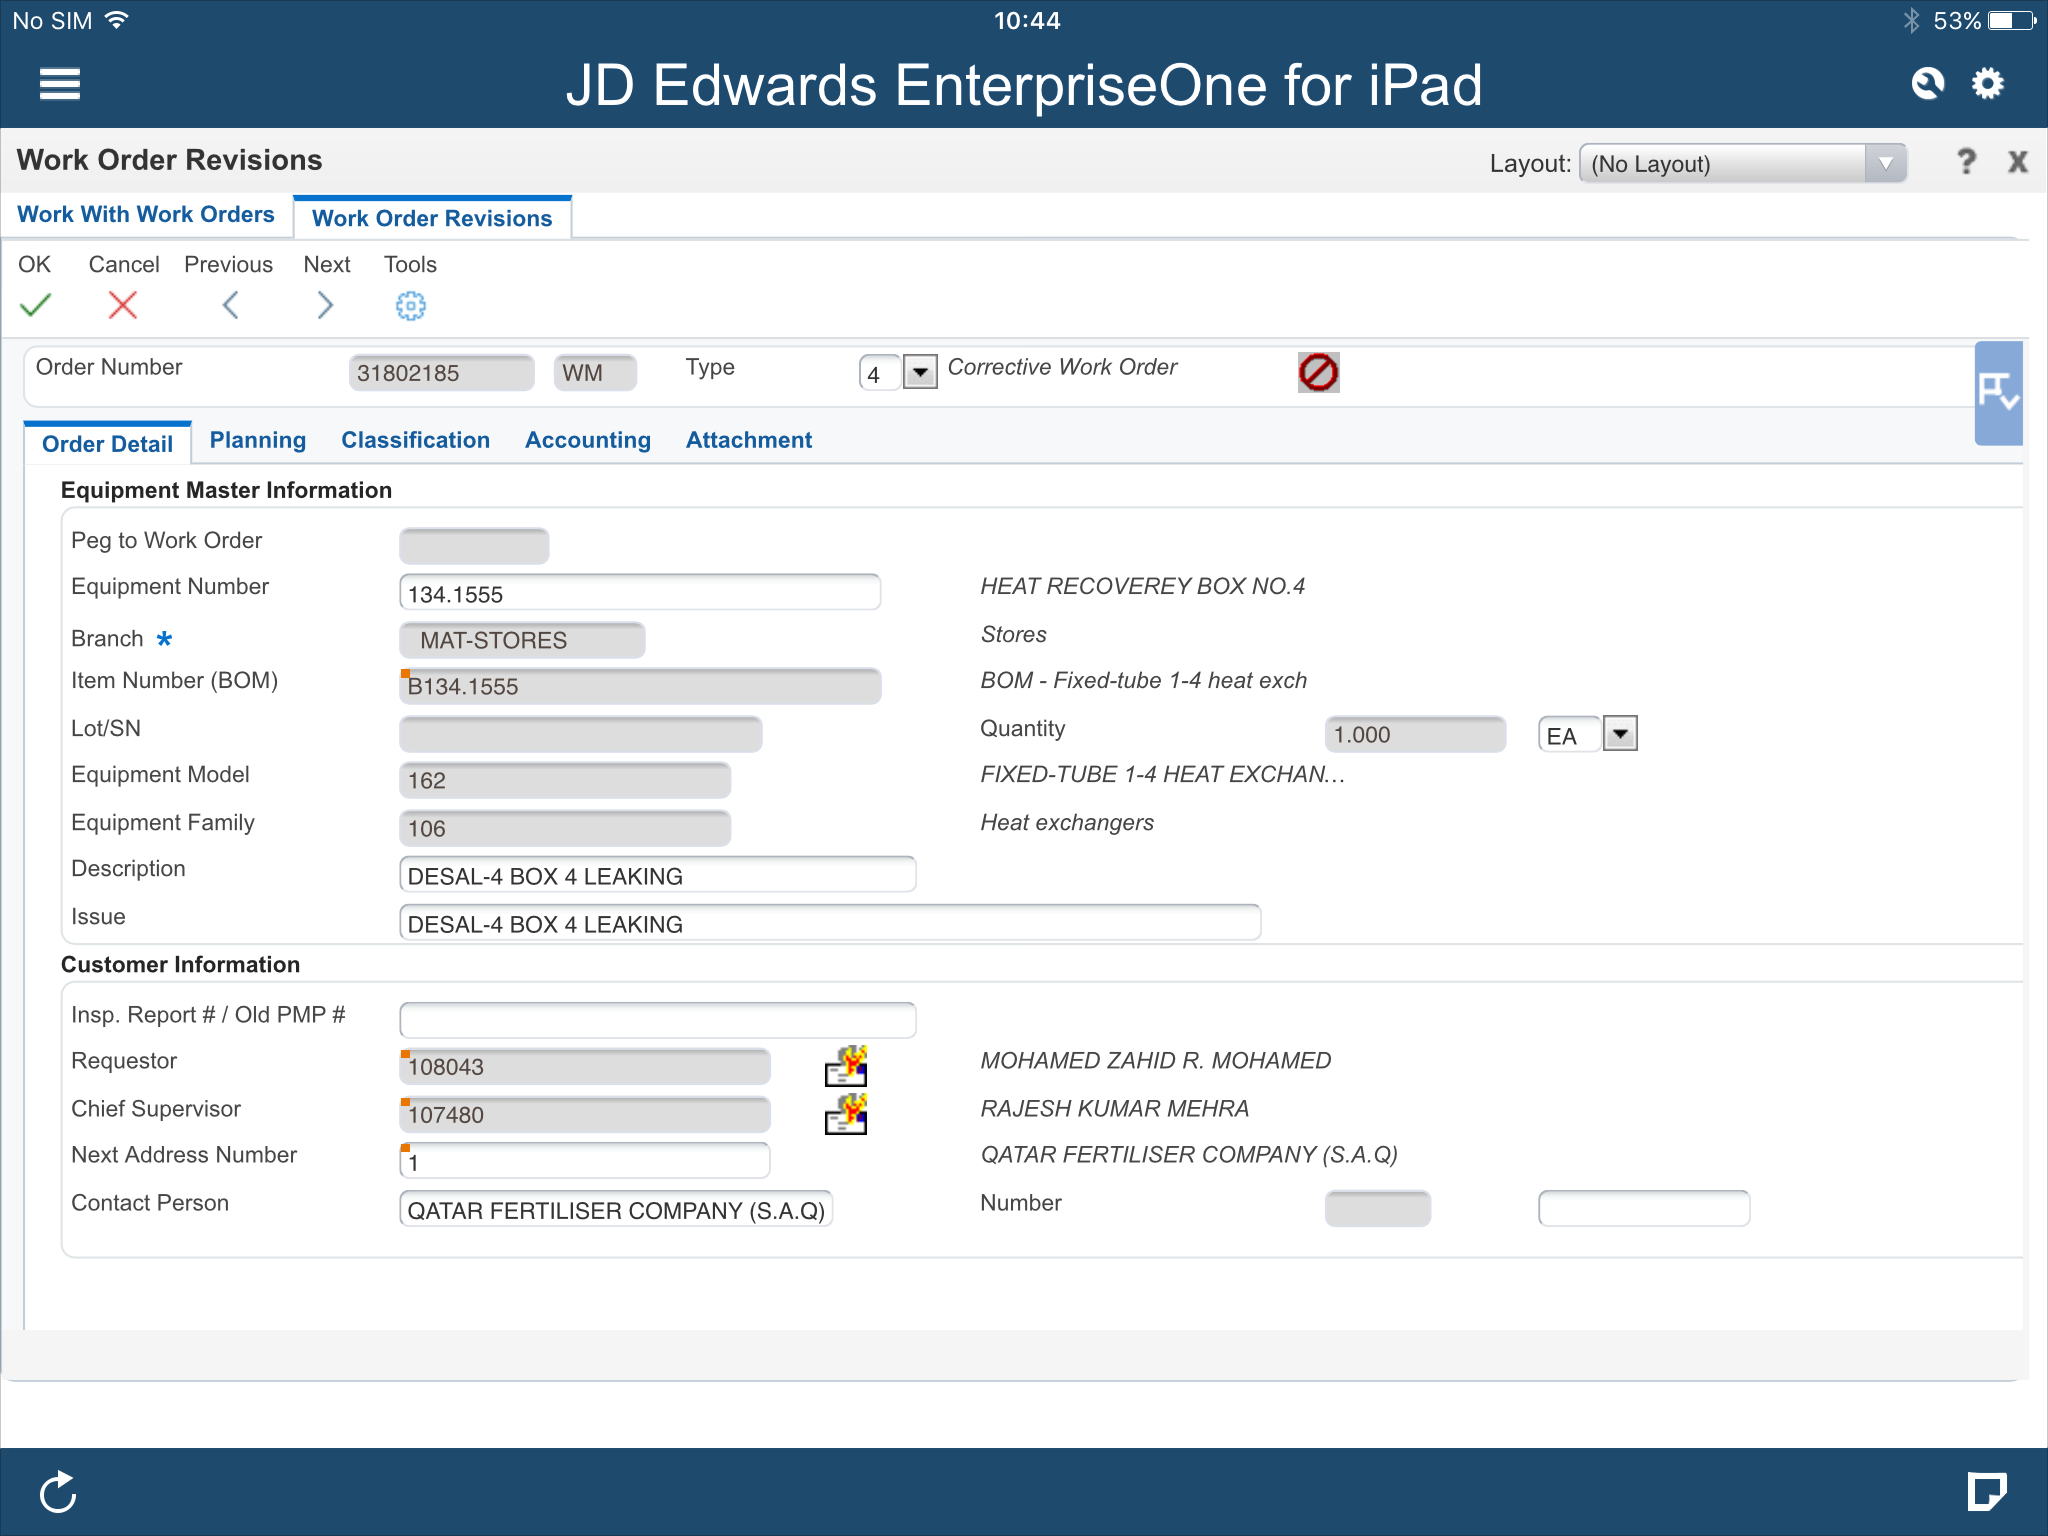 No SIM 10:44 53%
JD Edwards EnterpriseOne for iPad
Work Order Revisions Layout: (No Layout) ? X
Work With Work Orders Work Order Revisions
OK Cancel Previous Next Tools
Order Number 31802185 WM Type 4 Corrective Work Order
Order Detail Planning Classification Accounting Attachment
Equipment Master Information
Peg to Work Order
Equipment Number 134.1555 HEAT RECOVEREY BOX NO.4
Branch * MAT-STORES Stores
Item Number (BOM) B134.1555 BOM - Fixed-tube 1-4 heat exch
Lot/SN Quantity 1.000 EA
Equipment Model 162 FIXED-TUBE 1-4 HEAT EXCHAN...
Equipment Family 106 Heat exchangers
Description DESAL-4 BOX 4 LEAKING
Issue DESAL-4 BOX 4 LEAKING
Customer Information
Insp. Report # / Old PMP #
Requestor 108043 MOHAMED ZAHID R. MOHAMED
Chief Supervisor 107480 RAJESH KUMAR MEHRA
Next Address Number 1 QATAR FERTILISER COMPANY (S.A.Q)
Contact Person QATAR FERTILISER COMPANY (S.A.Q) Number